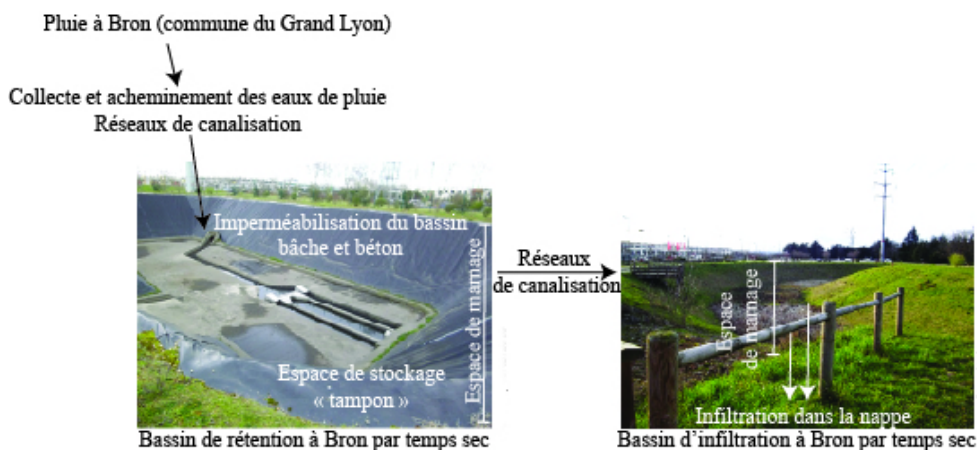 Pluie à Bron (commune du Grand Lyon)
Collecte et acheminement des eaux de pluie
Réseaux de canalisation
Imperméabilisation du bassin
bâche et béton
Espace de marnage
Espace de stockage
« tampon »
Bassin de rétention à Bron par temps sec
Réseaux
de canalisation
Espace
de marnage
Infiltration dans la nappe
Bassin d’infiltration à Bron par temps sec